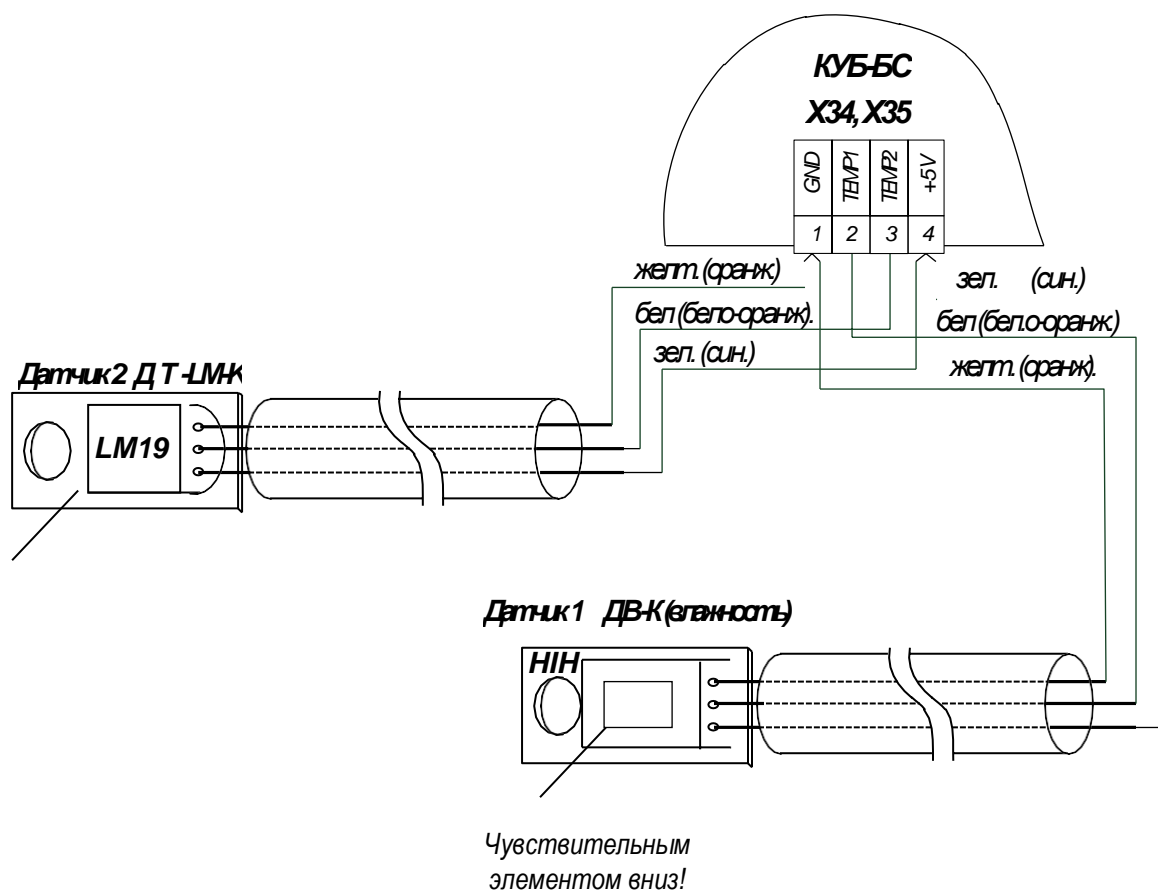 КУБ-БС
X34, X35
GND
TEMP1
TEMP2
+5V
1 2 3 4
желт. (оранж.)
зел. (син.)
бел (бело-оранж).
бел (бел.о-оранж.)
зел. (син.)
желт. (оранж).
Датчик 2 Д Т -LM-К
LM19
Датчик 1 ДВ-К (влажность)
HIH
Чувствительным
элементом вниз!